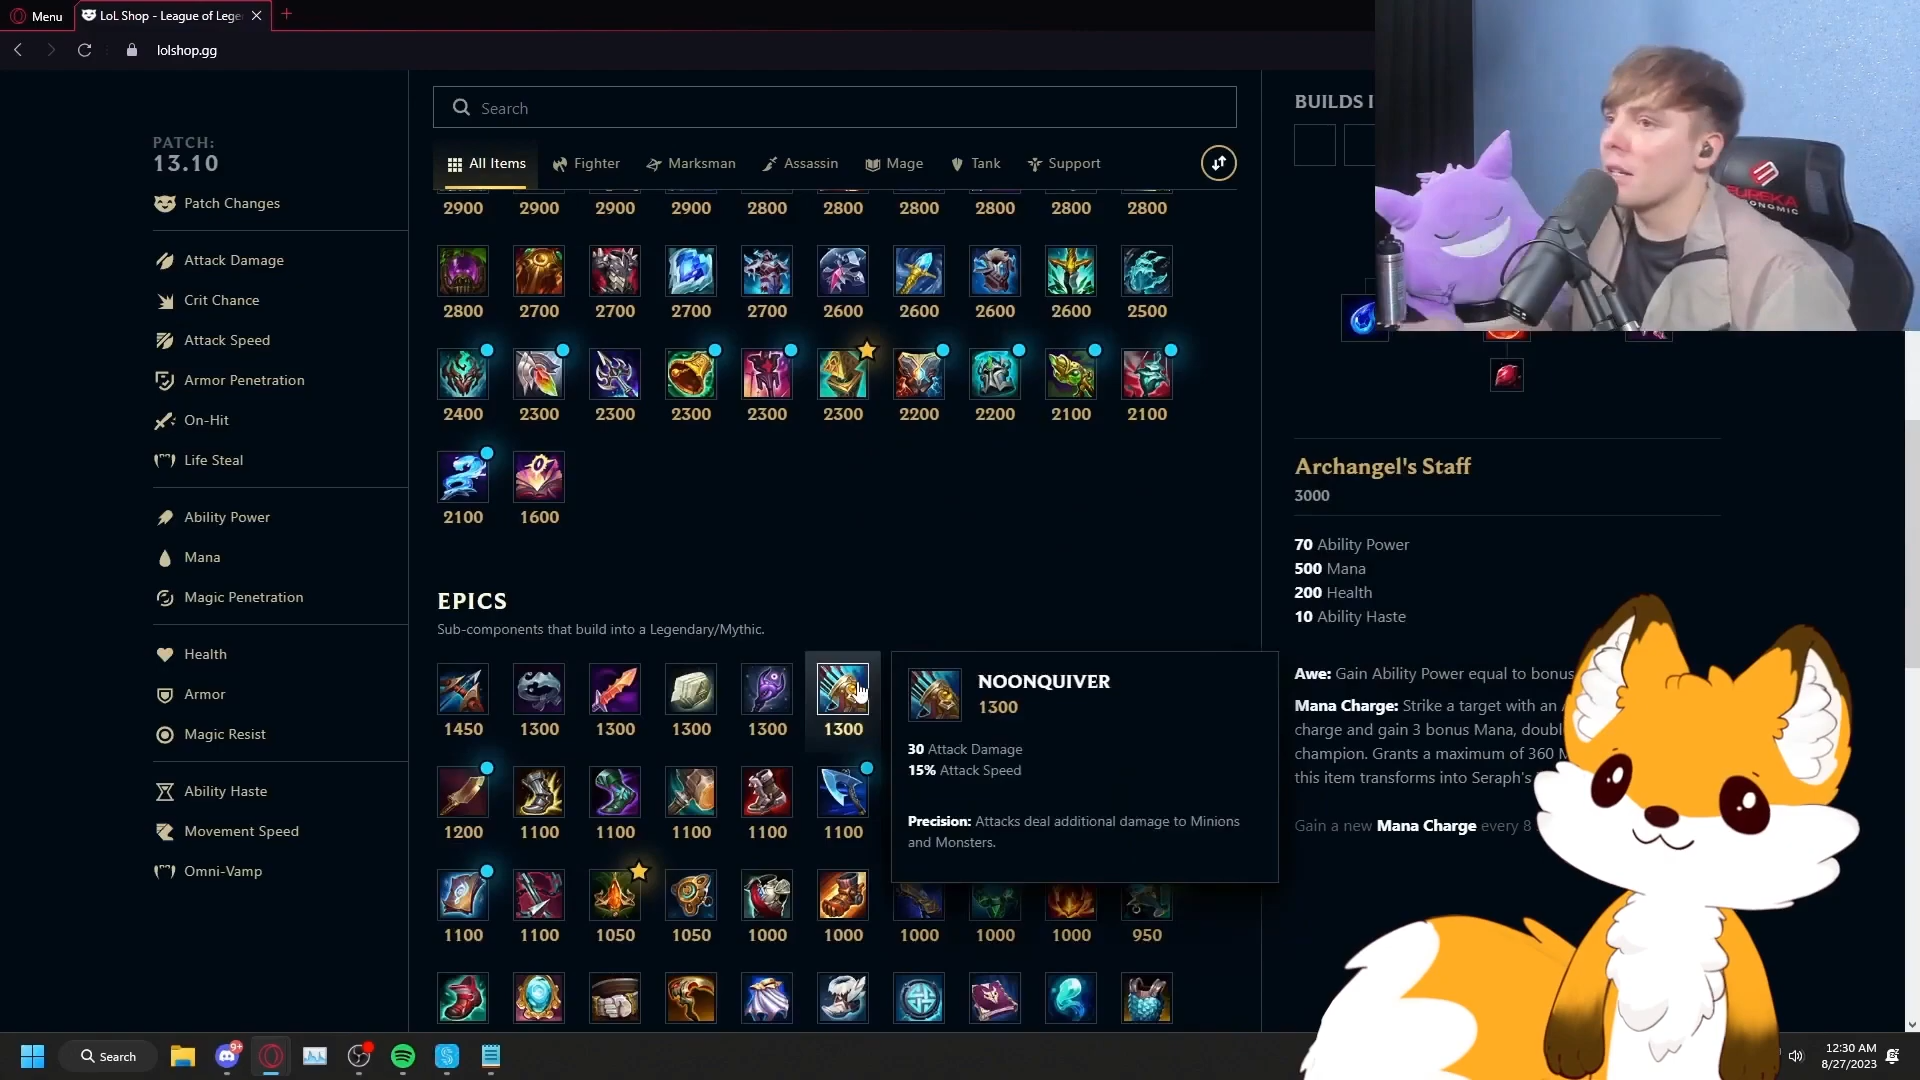 Menu
LoL Shop - League of Lege
lolshop.gg
PATCH:
13.10
Patch Changes
Attack Damage
Crit Chance
Attack Speed
Armor Penetration
On-Hit
Life Steal
Ability Power
Mana
Magic Penetration
Health
Armor
Magic Resist
Ability Haste
Movement Speed
Omni-Vamp
Search
All Items Fighter Marksman Assassin Mage Tank Support
2900 2900 2900 2900 2800 2800 2800 2800 2800 2800
2800 2700 2700 2700 2700 2600 2600 2600 2600 2500
2400 2300 2300 2300 2300 2300 2200 2200 2100 2100
2100 1600
EPICS
Sub-components that build into a Legendary/Mythic.
1450 1300 1300 1300 1300 1300
1200 1100 1100 1100 1100 1100
1100 1100 1050 1050 1000 1000 1000 1000 1000 950
NOONQUIVER
1300
30 Attack Damage
15% Attack Speed
Precision: Attacks deal additional damage to Minions
and Monsters.
BUILDS I
Archangel's Staff
3000
70 Ability Power
500 Mana
200 Health
10 Ability Haste
Awe: Gain Ability Power equal to bonus
Mana Charge: Strike a target with an
charge and gain 3 bonus Mana, doubl
champion. Grants a maximum of 360 M
this item transforms into Seraph's
Gain a new Mana Charge every 8
EUREKA
ERGONOMIC
Search
9+
12:30 AM
8/27/2023